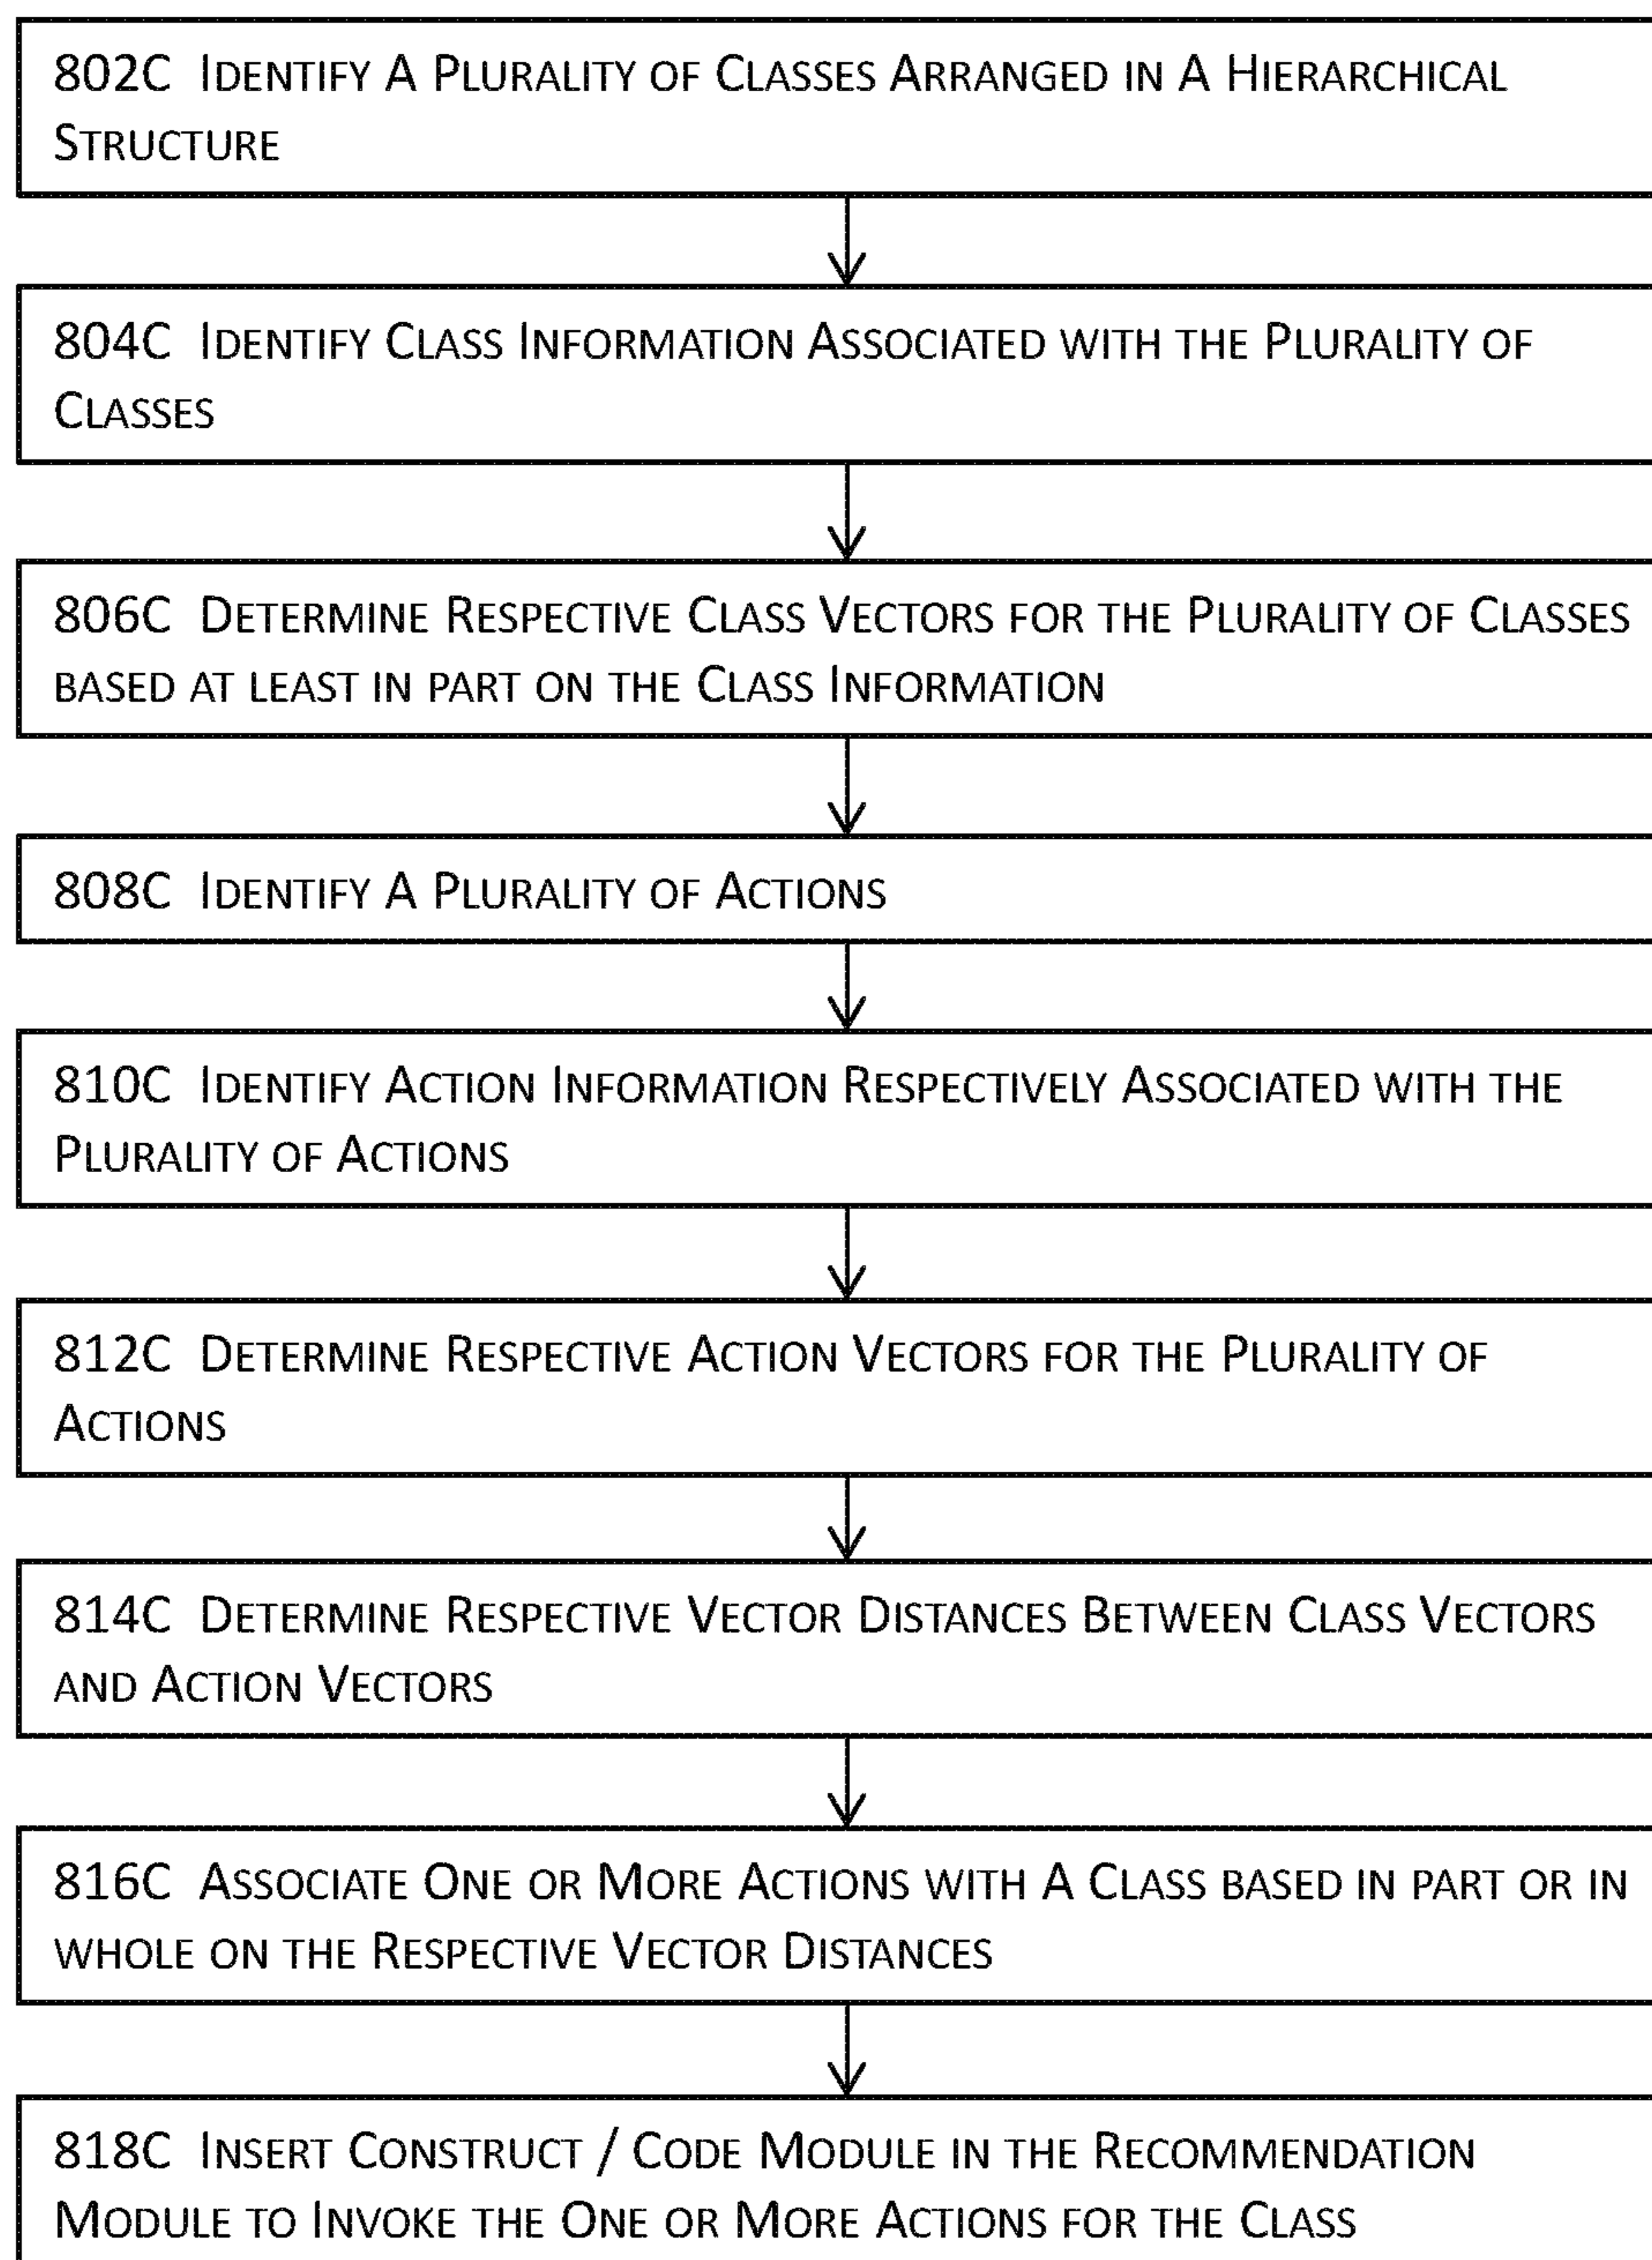 802C IDENTIFY A PLURALITY OF CLASSES ARRANGED IN A HIERARCHICAL
STRUCTURE
804C IDENTIFY CLASS INFORMATION ASSOCIATED WITH THE PLURALITY OF
CLASSES
806C DETERMINE RESPECTIVE CLASS VECTORS FOR THE PLURALITY OF CLASSES
BASED AT LEAST IN PART ON THE CLASS INFORMATION
808C IDENTIFY A PLURALITY OF ACTIONS
810C IDENTIFY ACTION INFORMATION RESPECTIVELY ASSOCIATED WITH THE
PLURALITY OF ACTIONS
812C DETERMINE RESPECTIVE ACTION VECTORS FOR THE PLURALITY OF
ACTIONS
814C DETERMINE RESPECTIVE VECTOR DISTANCES BETWEEN CLASS VECTORS
AND ACTION VECTORS
816C ASSOCIATE ONE OR MORE ACTIONS WITH A CLASS BASED IN PART OR IN
WHOLE ON THE RESPECTIVE VECTOR DISTANCES
818C INSERT CONSTRUCT / CODE MODULE IN THE RECOMMENDATION
MODULE TO INVOKE THE ONE OR MORE ACTIONS FOR THE CLASS